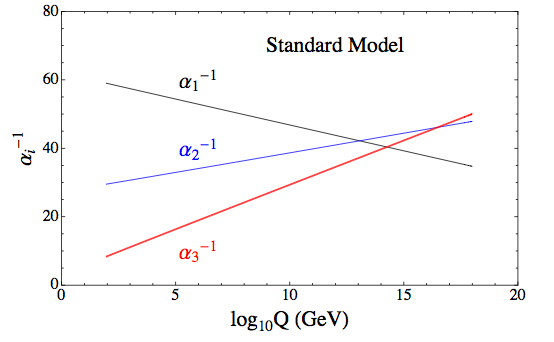 Standard Model
α₁⁻¹
α₂⁻¹
α₃⁻¹
αᵢ⁻¹
80
60
40
20
0
0 5 10 15 20
log₁₀Q (GeV)